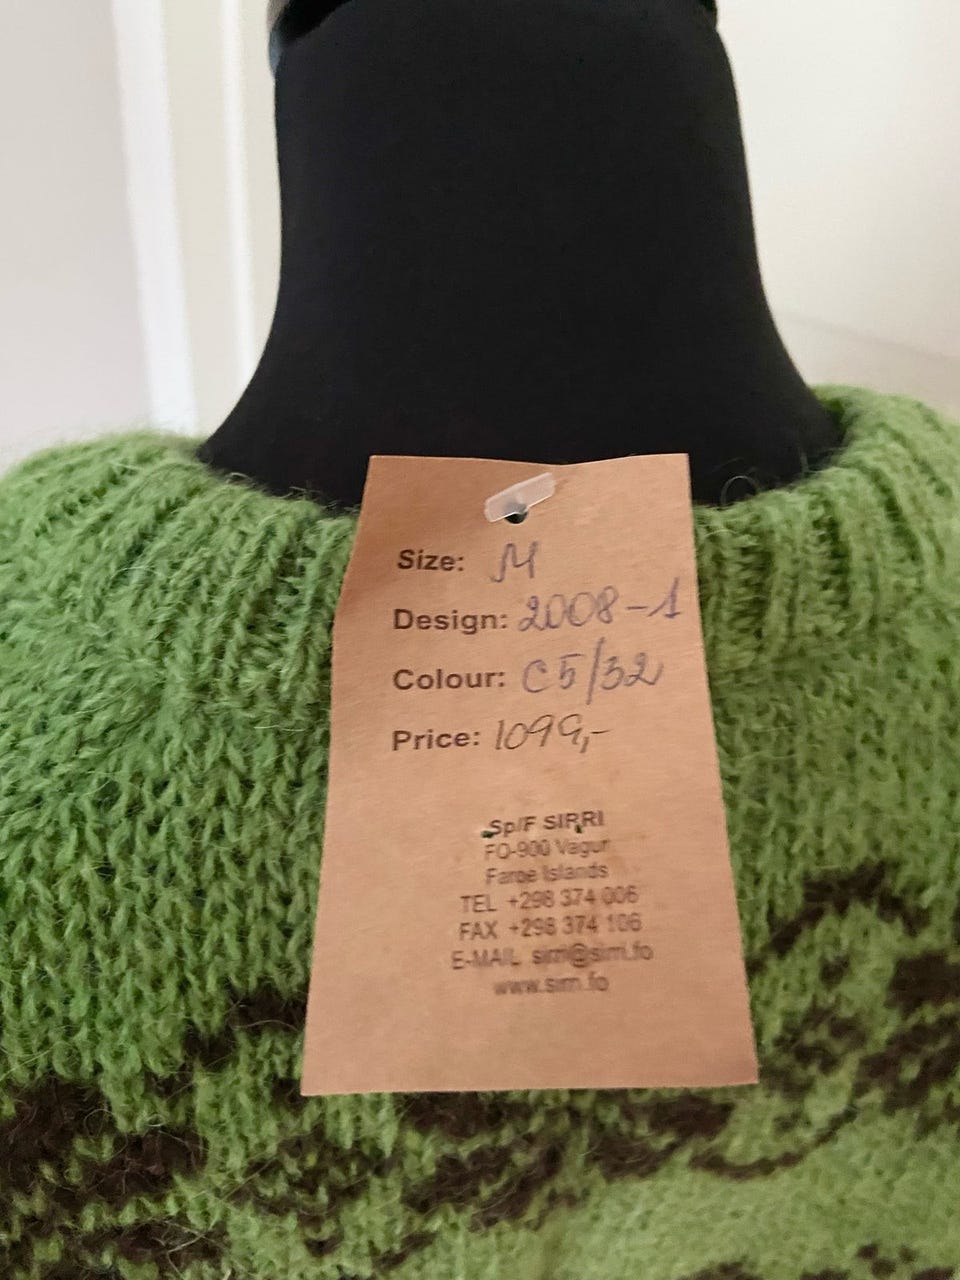 Size: M
Design: 2008-1
Colour: C5/32
Price: 1099,-
Sp/F SIRRI
FO-900 Vágur
Faroe Islands
TEL +298 374 006
FAX +298 374 106
E-MAIL sirri@sirri.fo
www.sirri.fo